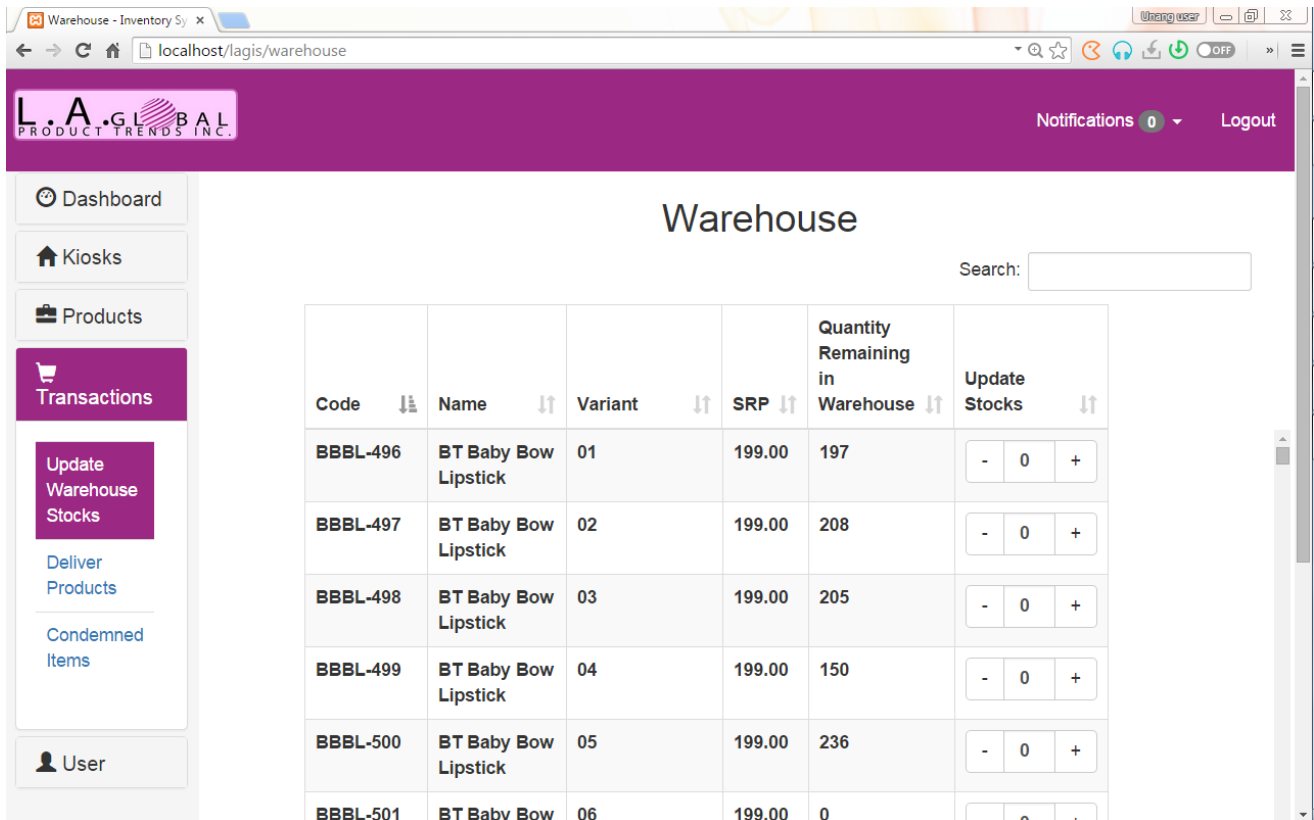 Warehouse - Inventory Sy
Unang user
localhost/lagis/warehouse
OFF
L.A.GLOBAL
PRODUCT TRENDS INC.
Notifications 0
Logout
Dashboard
Kiosks
Products
Transactions
Update
Warehouse
Stocks
Deliver
Products
Condemned
Items
User
Warehouse
Search:
Code Name Variant SRP Quantity Remaining in Warehouse Update Stocks
BBBL-496 BT Baby Bow Lipstick 01 199.00 197 - 0 +
BBBL-497 BT Baby Bow Lipstick 02 199.00 208 - 0 +
BBBL-498 BT Baby Bow Lipstick 03 199.00 205 - 0 +
BBBL-499 BT Baby Bow Lipstick 04 199.00 150 - 0 +
BBBL-500 BT Baby Bow Lipstick 05 199.00 236 - 0 +
BBBL-501 BT Baby Bow 06 199.00 0 - 0 +